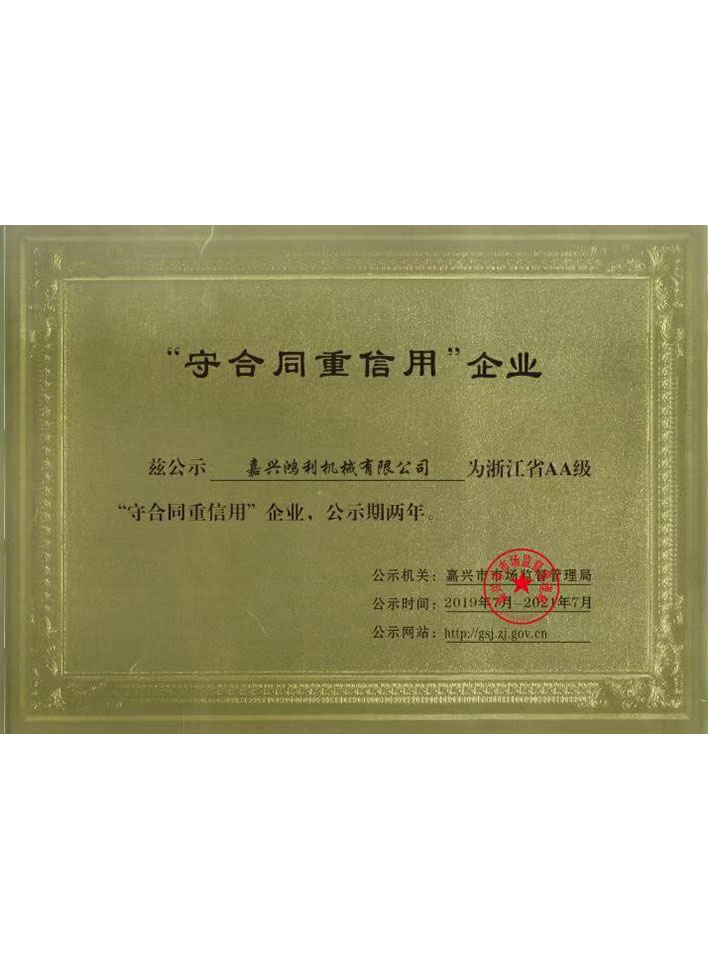 “守合同重信用”企业
兹公示 嘉兴鸿利机械有限公司 为浙江省AA级
“守合同重信用”企业，公示期两年。
公示机关：嘉兴市市场监督管理局
公示时间：2019年7月-2021年7月
公示网站：http://gsj.zj.gov.cn